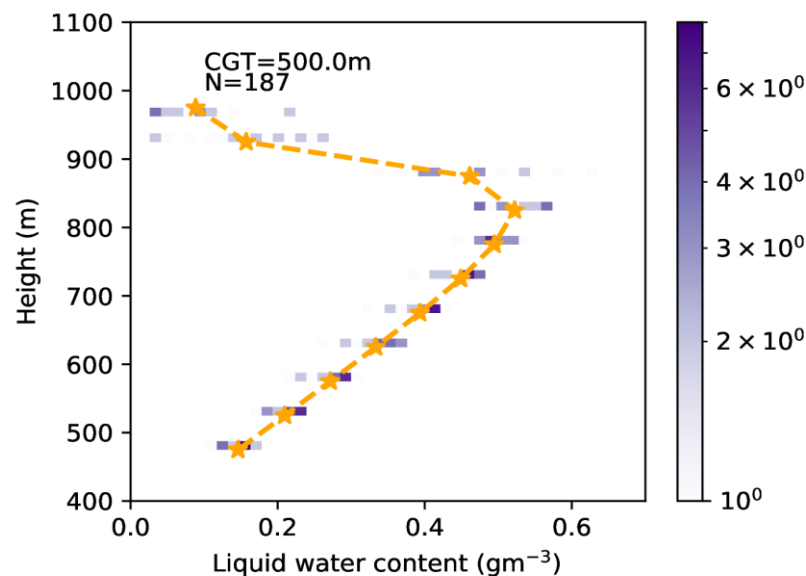 1100
1000
900
800
700
600
500
400
Height (m)
CGT=500.0m
N=187
0.0 0.2 0.4 0.6
Liquid water content (gm⁻³)
6 × 10⁰
4 × 10⁰
3 × 10⁰
2 × 10⁰
10⁰